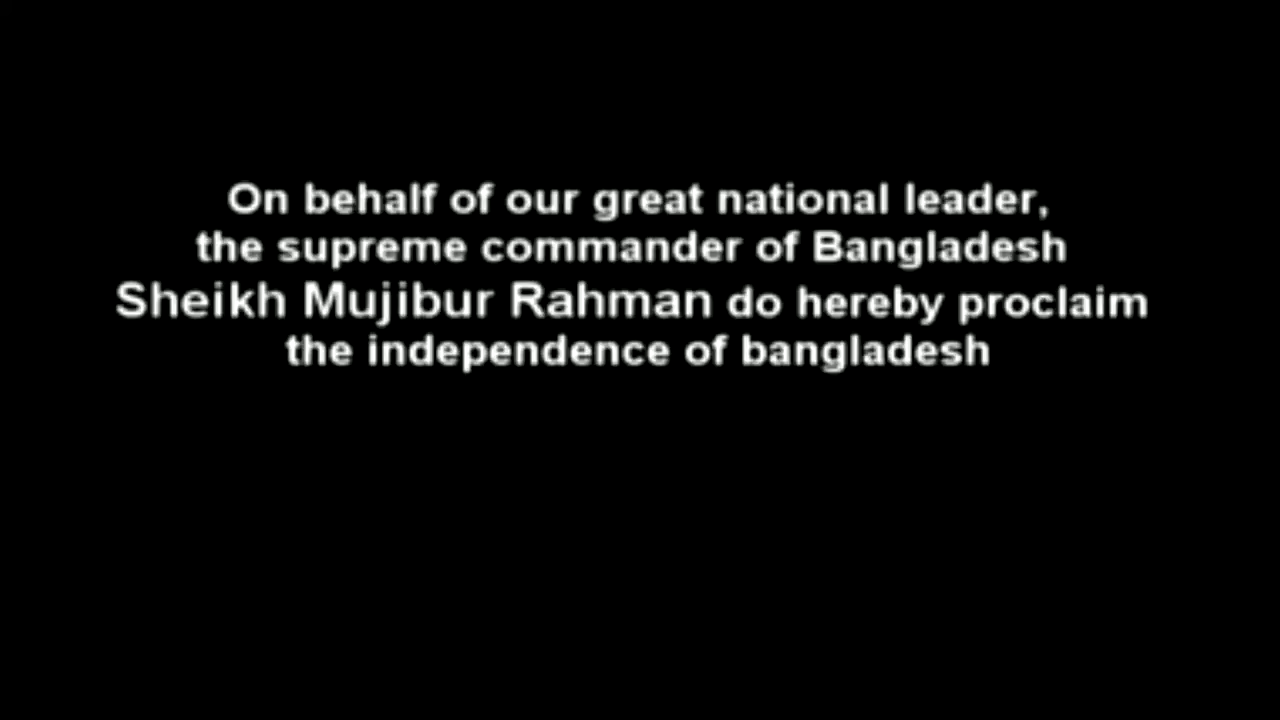 On behalf of our great national leader,
the supreme commander of Bangladesh
Sheikh Mujibur Rahman do hereby proclaim
the independence of bangladesh